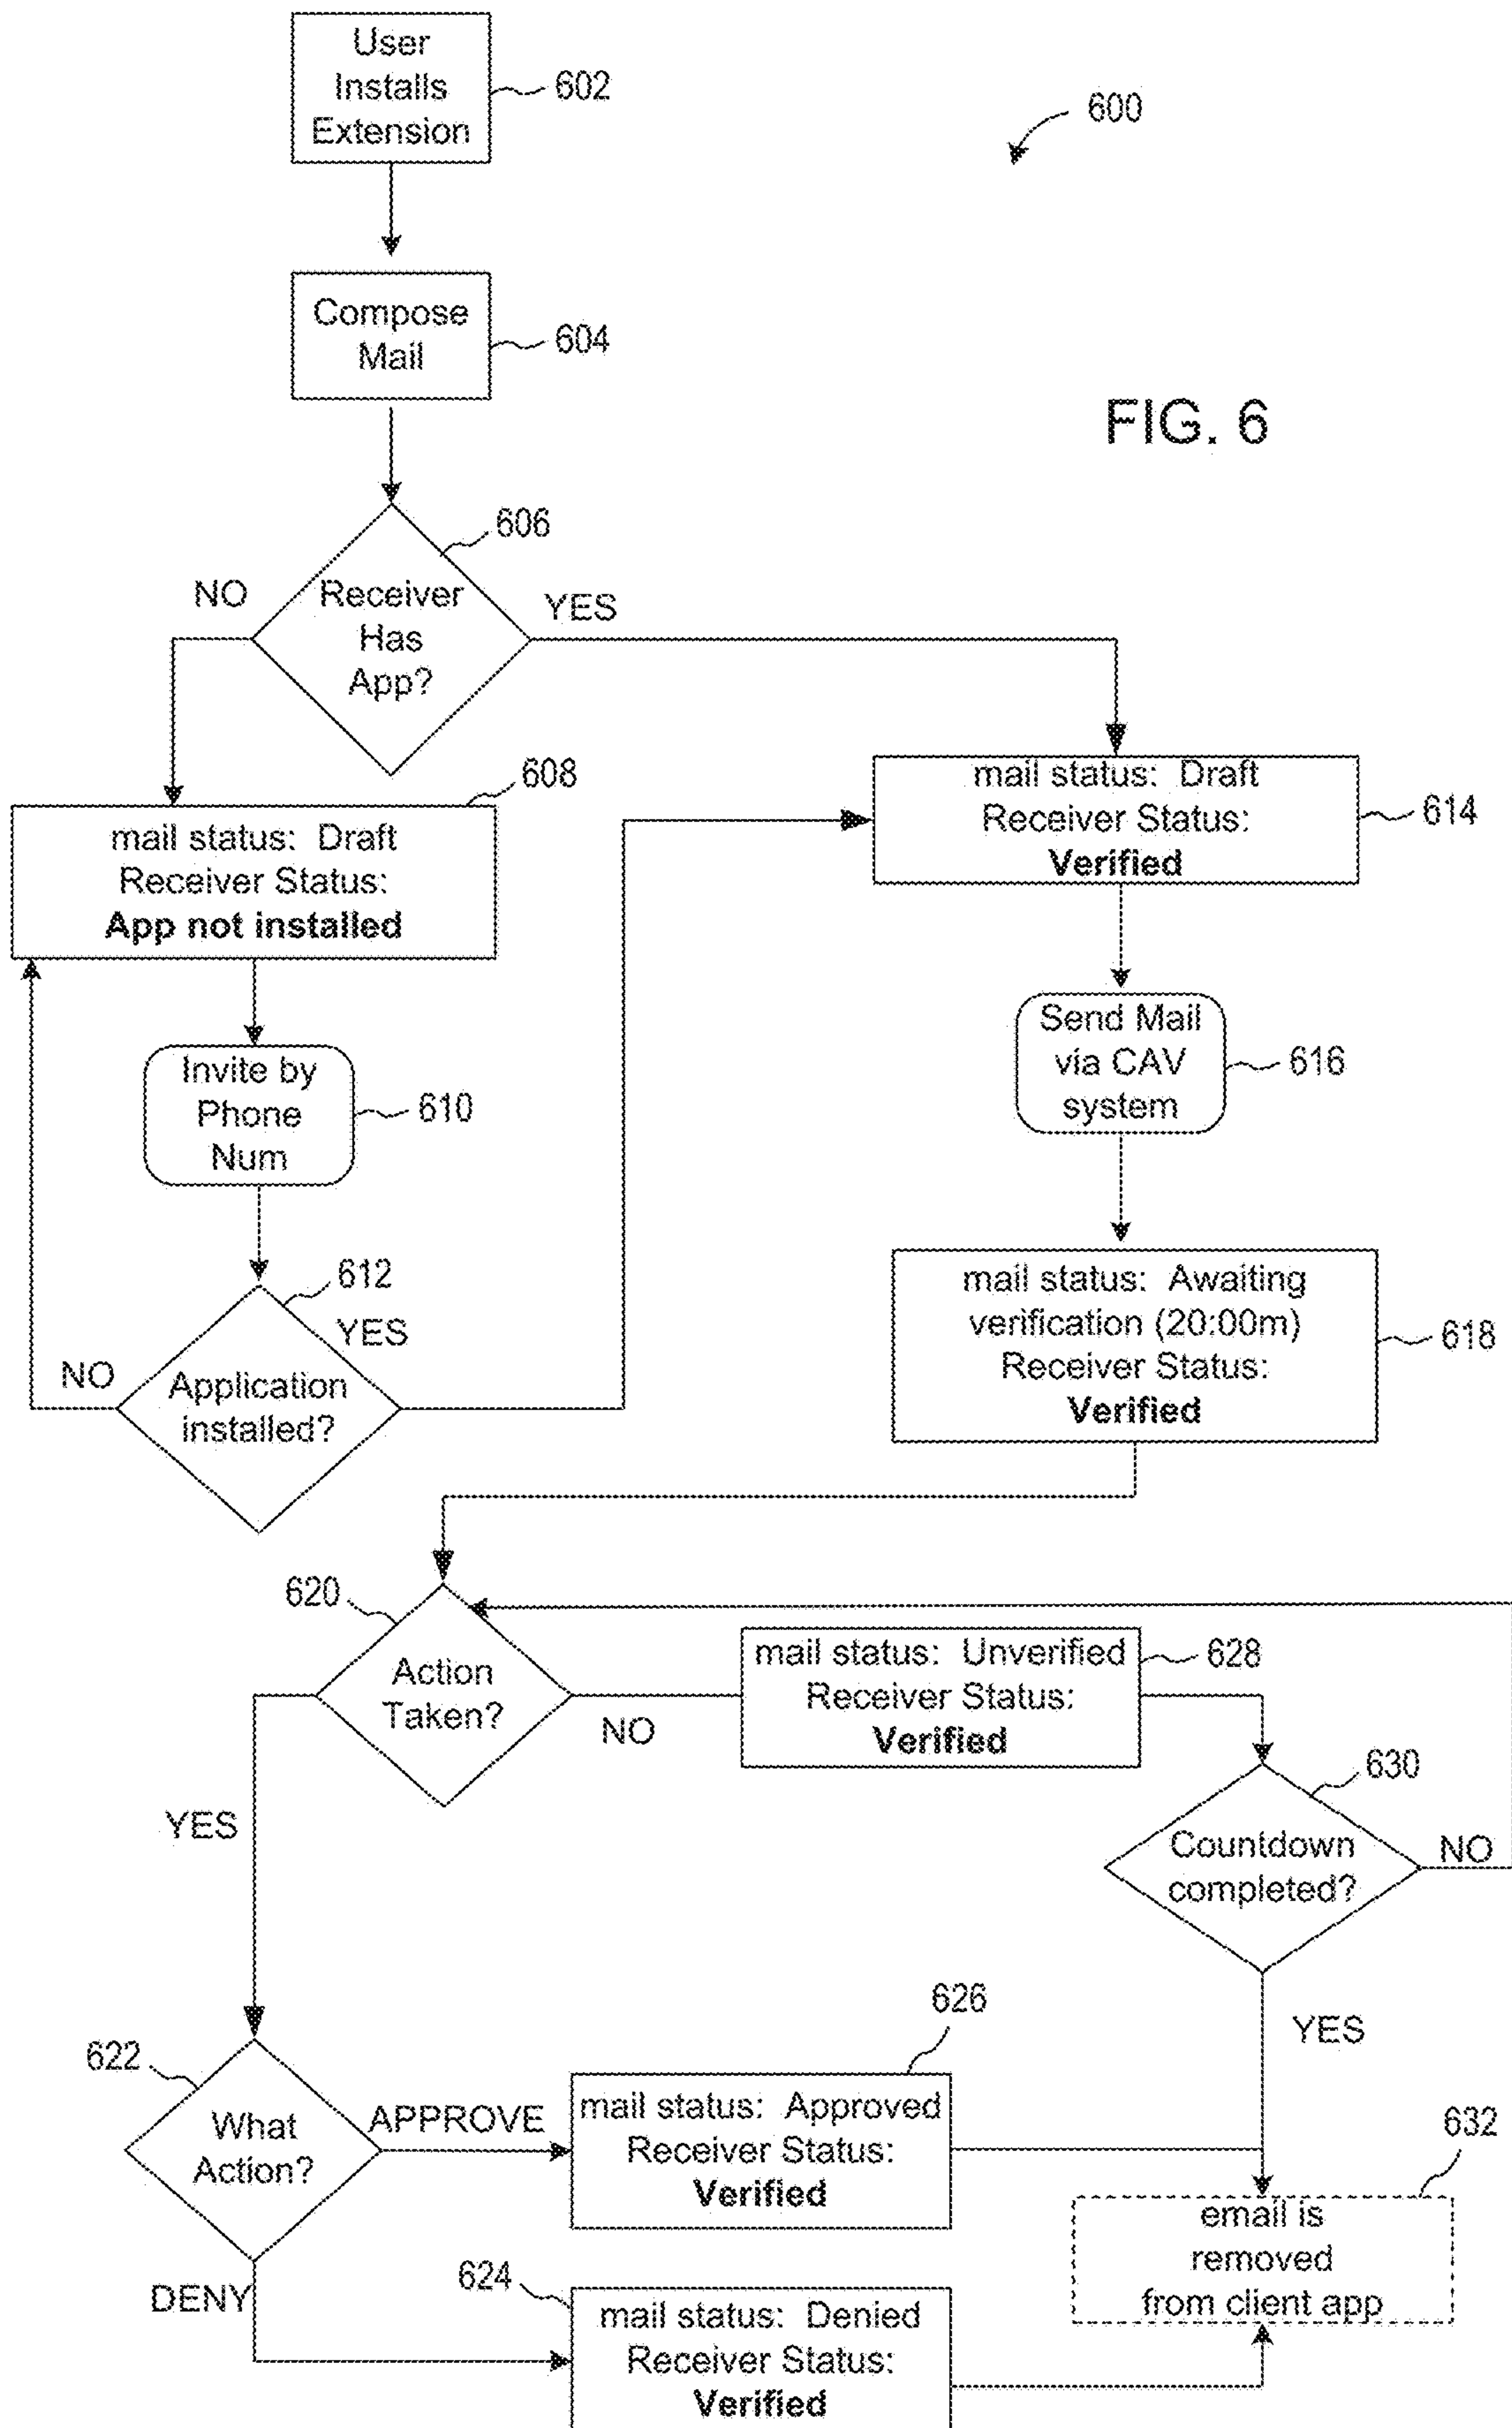 User
Installs
Extension
602
600
Compose
Mail
604
FIG. 6
606
NO
Receiver
Has
App?
YES
608
mail status: Draft
Receiver Status:
App not installed
mail status: Draft
Receiver Status:
Verified
614
Invite by
Phone
Num
610
Send Mail
via CAV
system
616
612
YES
NO
Application
installed?
mail status: Awaiting
verification (20:00m)
Receiver Status:
Verified
618
620
Action
Taken?
NO
YES
mail status: Unverified
Receiver Status:
Verified
628
630
Countdown
completed?
NO
YES
622
What
Action?
APPROVE
DENY
626
mail status: Approved
Receiver Status:
Verified
632
email is
removed
from client app
624
mail status: Denied
Receiver Status:
Verified